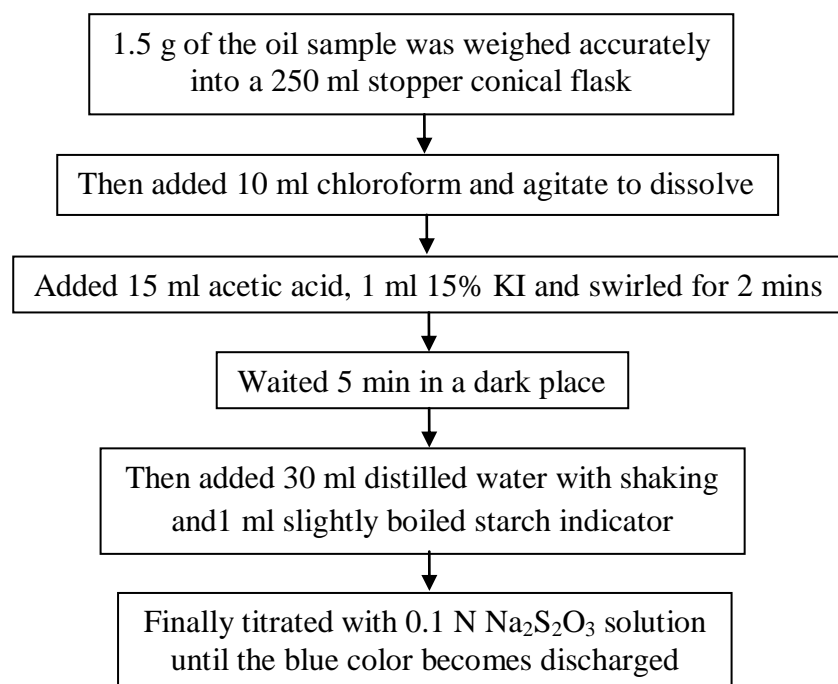 1.5 g of the oil sample was weighed accurately
into a 250 ml stopper conical flask
Then added 10 ml chloroform and agitate to dissolve
Added 15 ml acetic acid, 1 ml 15% KI and swirled for 2 mins
Waited 5 min in a dark place
Then added 30 ml distilled water with shaking
and1 ml slightly boiled starch indicator
Finally titrated with 0.1 N Na₂S₂O₃ solution
until the blue color becomes discharged